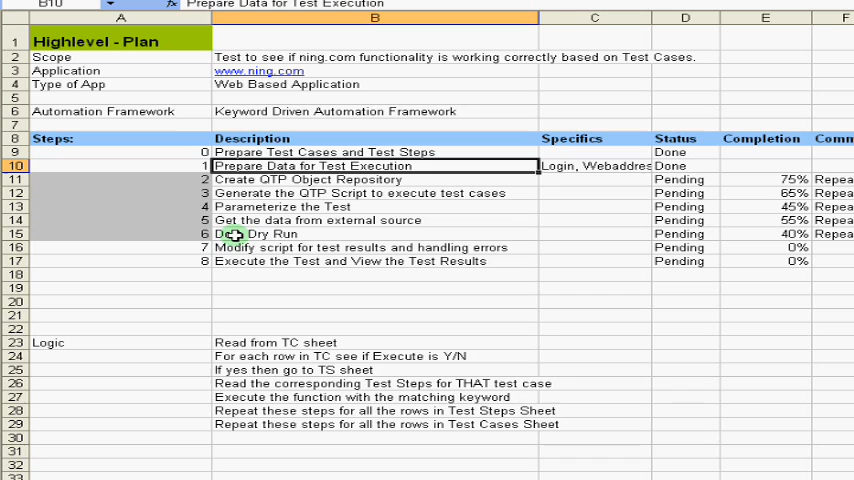 B10 fx Prepare Data for Test Execution
A B C D E F
1 Highlevel - Plan
2 Scope Test to see if ning.com functionality is working correctly based on Test Cases.
3 Application www.ning.com
4 Type of App Web Based Application
5
6 Automation Framework Keyword Driven Automation Framework
7
8 Steps: Description Specifics Status Completion Comm
9 0 Prepare Test Cases and Test Steps Done
10 1 Prepare Data for Test Execution Login, Webaddres Done
11 2 Create QTP Object Repository Pending 75% Repea
12 3 Generate the QTP Script to execute test cases Pending 65% Repea
13 4 Parameterize the Test Pending 45% Repea
14 5 Get the data from external source Pending 55% Repea
15 6 Dry Run Pending 40% Repea
16 7 Modify script for test results and handling errors Pending 0%
17 8 Execute the Test and View the Test Results Pending 0%
18
19
20
21
22
23 Logic Read from TC sheet
24 For each row in TC see if Execute is Y/N
25 If yes then go to TS sheet
26 Read the corresponding Test Steps for THAT test case
27 Execute the function with the matching keyword
28 Repeat these steps for all the rows in Test Steps Sheet
29 Repeat these steps for all the rows in Test Cases Sheet
30
31
32
33